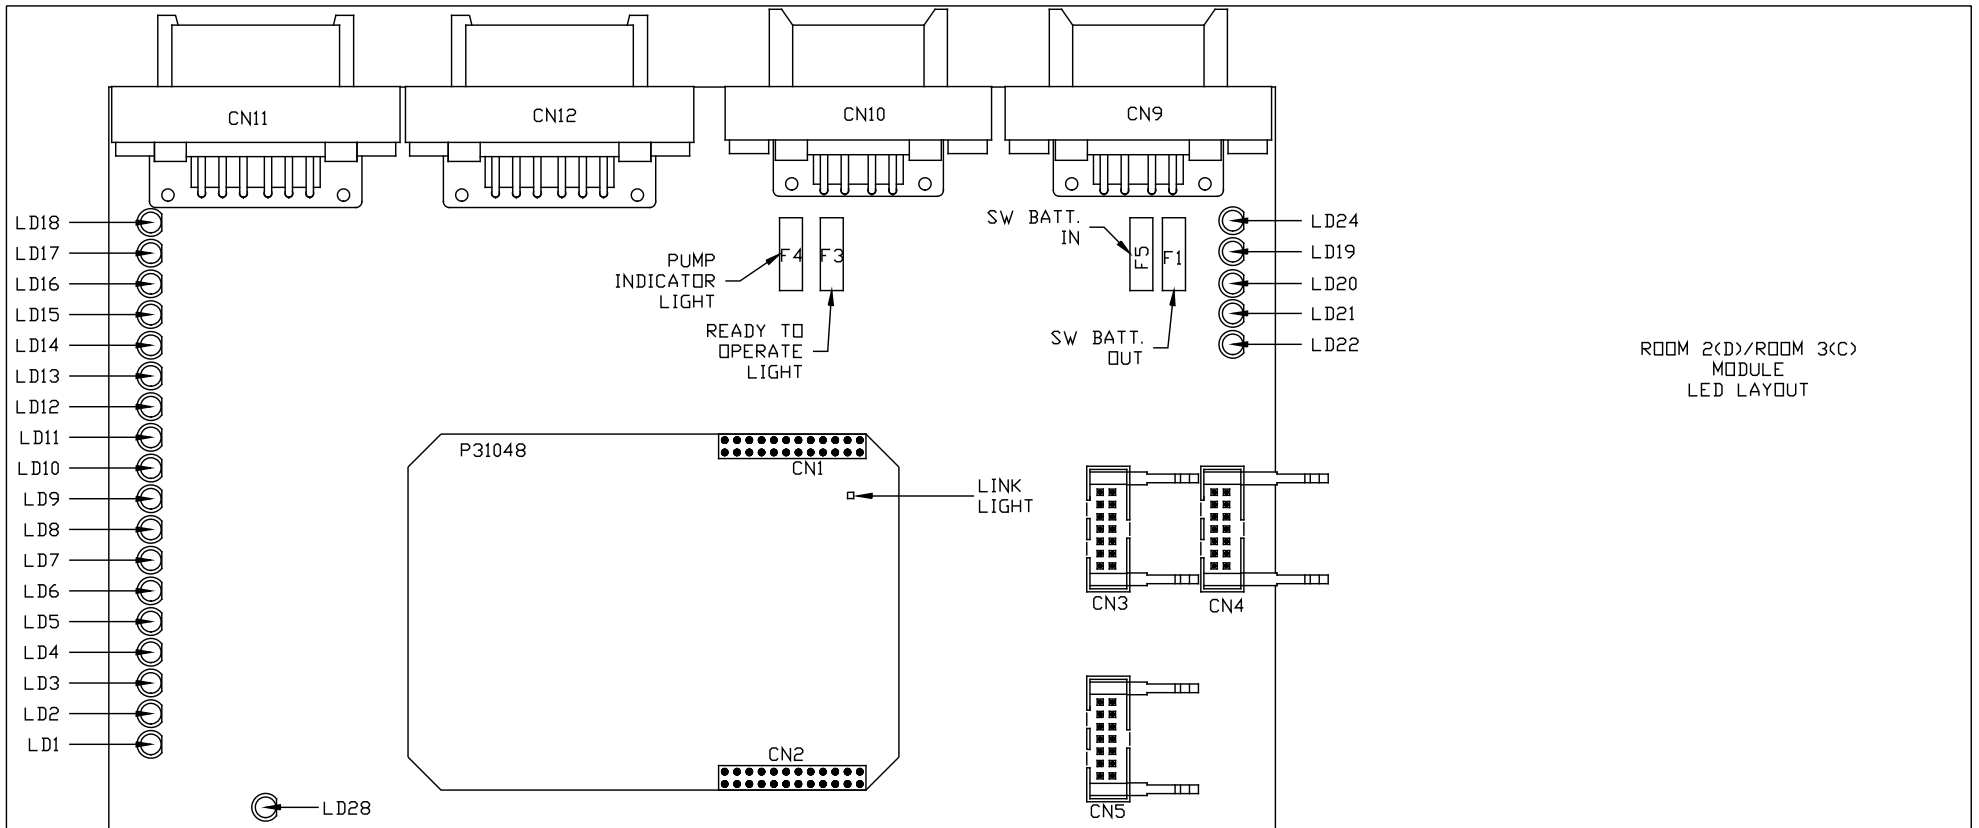 CN11
CN12
CN10
CN9
LD18
LD17
LD16
LD15
LD14
LD13
LD12
LD11
LD10
LD9
LD8
LD7
LD6
LD5
LD4
LD3
LD2
LD1
LD28
PUMP
INDICATOR
LIGHT
F4
F3
READY TO
OPERATE
LIGHT
SW BATT.
IN
F5
F1
SW BATT.
OUT
LD24
LD19
LD20
LD21
LD22
ROOM 2(D)/ROOM 3(C)
MODULE
LED LAYOUT
P31048
CN1
LINK
LIGHT
CN2
CN3
CN4
CN5